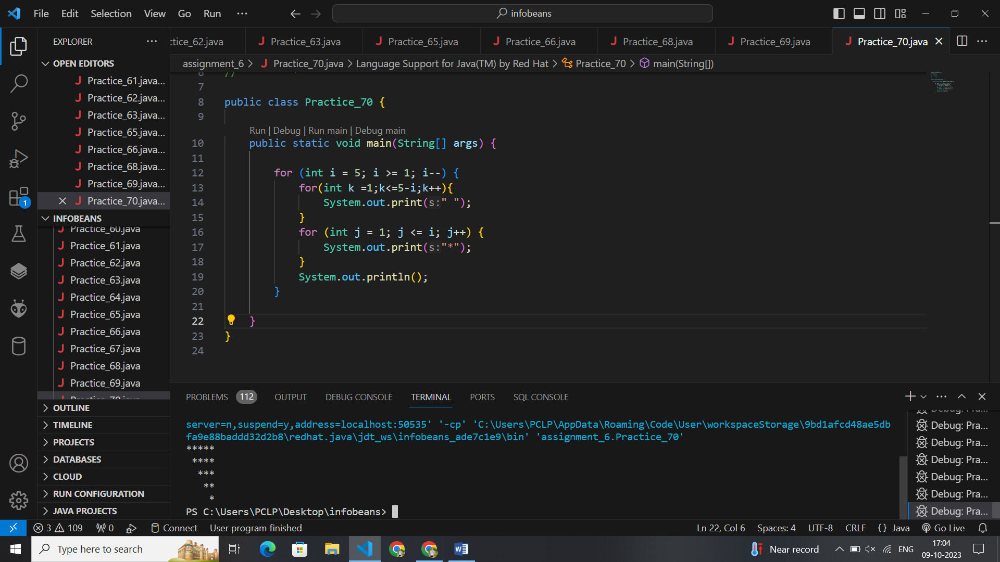 File Edit Selection View Go Run ···
infobeans
EXPLORER ···
OPEN EDITORS
Practice_61.java...
Practice_62.java...
Practice_63.java...
Practice_65.java...
Practice_66.java...
Practice_68.java...
Practice_69.java...
Practice_70.java...
INFOBEANS
Practice_60.java
Practice_61.java
Practice_62.java
Practice_63.java
Practice_64.java
Practice_65.java
Practice_66.java
Practice_67.java
Practice_68.java
Practice_69.java
OUTLINE
TIMELINE
PROJECTS
DATABASES
CLOUD
RUN CONFIGURATION
JAVA PROJECTS
ctice_62.java Practice_63.java Practice_65.java Practice_66.java Practice_68.java Practice_69.java Practice_70.java
assignment_6 > Practice_70.java > Language Support for Java(TM) by Red Hat > Practice_70 > main(String[])
6 //
7
8 public class Practice_70 {
9
Run | Debug | Run main | Debug main
10 public static void main(String[] args) {
11
12 for (int i = 5; i >= 1; i--) {
13 for(int k =1;k<=5-i;k++){
14 System.out.print(s:" ");
15 }
16 for (int j = 1; j <= i; j++) {
17 System.out.print(s:"*");
18 }
19 System.out.println();
20 }
21
22 }
23 }
24
PROBLEMS 112 OUTPUT DEBUG CONSOLE TERMINAL PORTS SQL CONSOLE
server=n,suspend=y,address=localhost:50535' '-cp' 'C:\Users\PCLP\AppData\Roaming\Code\User\workspaceStorage\9bd1afcd48ae5db
fa9e88baddd32d2b8\redhat.java\jdt_ws\infobeans_ade7c1e9\bin' 'assignment_6.Practice_70'
*****
 ****
  ***
   **
    *
PS C:\Users\PCLP\Desktop\infobeans>
Debug: Pra...
Debug: Pra...
Debug: Pra...
Debug: Pra...
Debug: Pra...
Debug: Pra...
1
3 109 0 Connect User program finished Ln 22, Col 6 Spaces: 4 UTF-8 CRLF {} Java Go Live
Type here to search
Near record ENG 17:04
09-10-2023